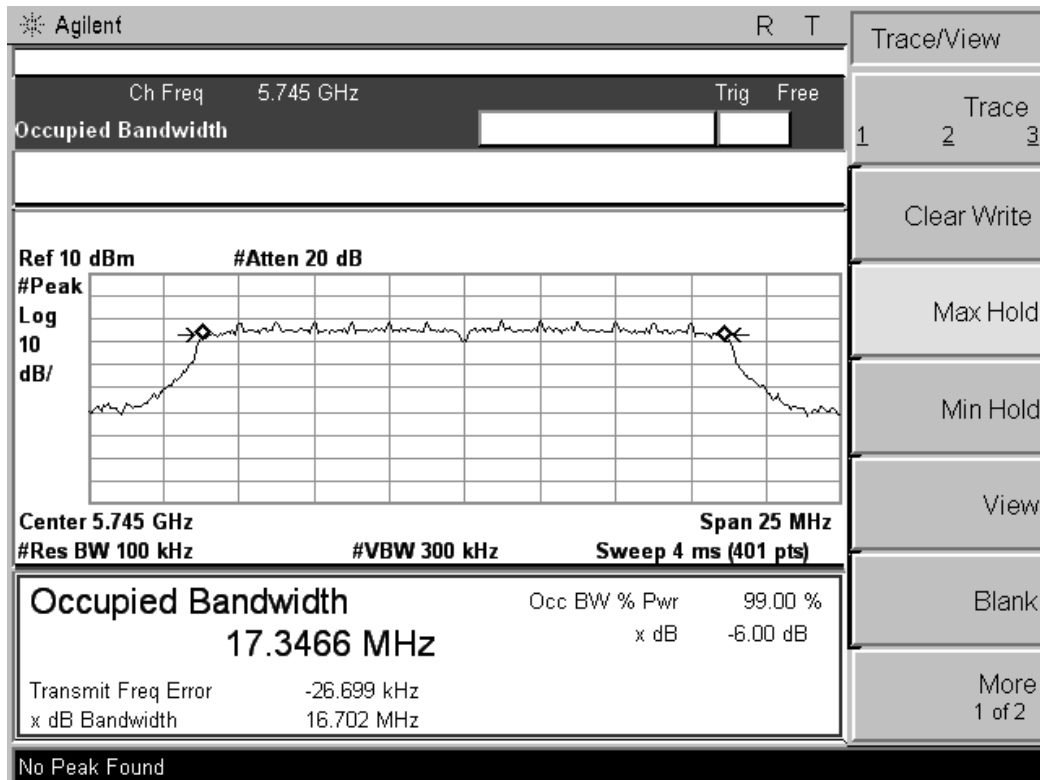 Agilent R T
Ch Freq 5.745 GHz Trig Free
Occupied Bandwidth
Ref 10 dBm #Atten 20 dB
#Peak
Log
10
dB/
Center 5.745 GHz Span 25 MHz
#Res BW 100 kHz #VBW 300 kHz Sweep 4 ms (401 pts)
Occupied Bandwidth Occ BW % Pwr 99.00 %
17.3466 MHz x dB -6.00 dB
Transmit Freq Error -26.699 kHz
x dB Bandwidth 16.702 MHz
No Peak Found
Trace/View
Trace
1 2 3
Clear Write
Max Hold
Min Hold
View
Blank
More
1 of 2